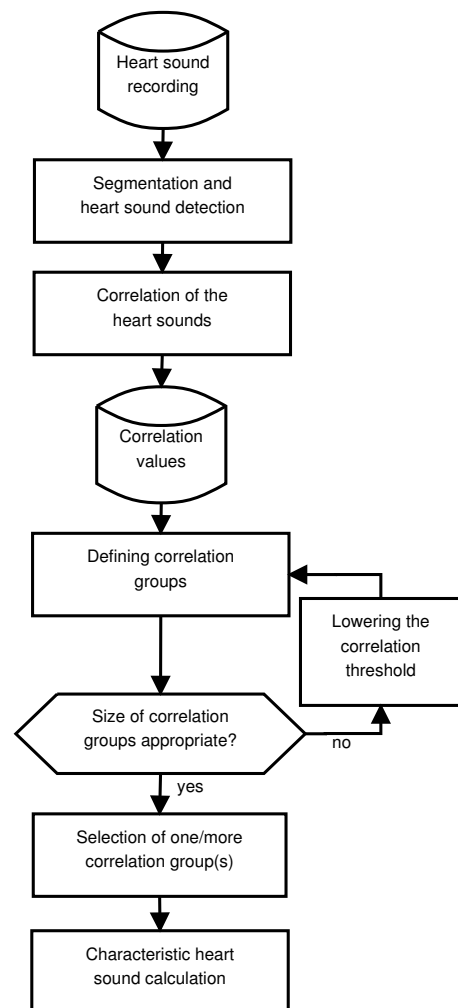 Heart sound
recording
Segmentation and
heart sound detection
Correlation of the
heart sounds
Correlation
values
Defining correlation
groups
Lowering the
correlation
threshold
Size of correlation
groups appropriate?
no
yes
Selection of one/more
correlation group(s)
Characteristic heart
sound calculation